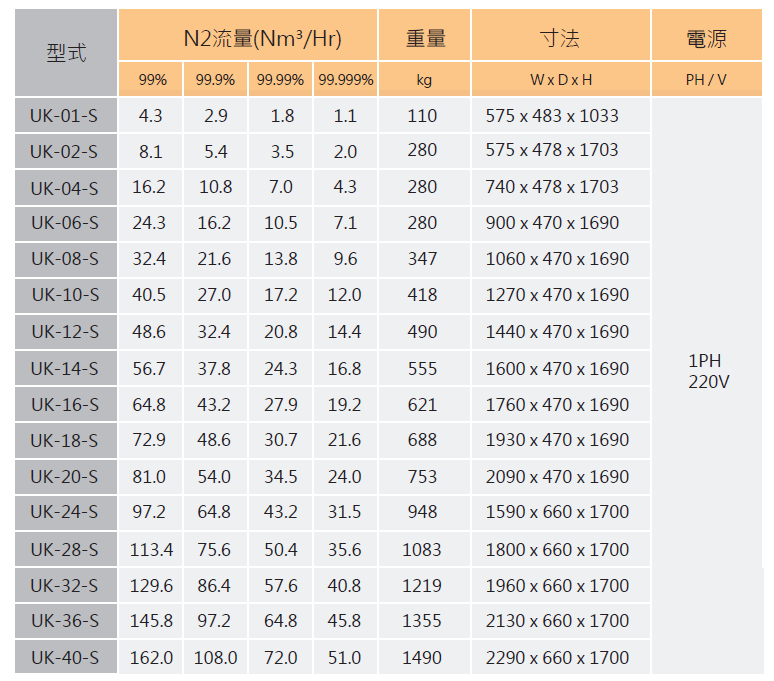 型式 N2流量(Nm³/Hr) 重量 寸法 電源
99% 99.9% 99.99% 99.999% kg W x D x H PH / V
UK-01-S 4.3 2.9 1.8 1.1 110 575 x 483 x 1033
UK-02-S 8.1 5.4 3.5 2.0 280 575 x 478 x 1703
UK-04-S 16.2 10.8 7.0 4.3 280 740 x 478 x 1703
UK-06-S 24.3 16.2 10.5 7.1 280 900 x 470 x 1690
UK-08-S 32.4 21.6 13.8 9.6 347 1060 x 470 x 1690
UK-10-S 40.5 27.0 17.2 12.0 418 1270 x 470 x 1690
UK-12-S 48.6 32.4 20.8 14.4 490 1440 x 470 x 1690
UK-14-S 56.7 37.8 24.3 16.8 555 1600 x 470 x 1690 1PH
220V
UK-16-S 64.8 43.2 27.9 19.2 621 1760 x 470 x 1690
UK-18-S 72.9 48.6 30.7 21.6 688 1930 x 470 x 1690
UK-20-S 81.0 54.0 34.5 24.0 753 2090 x 470 x 1690
UK-24-S 97.2 64.8 43.2 31.5 948 1590 x 660 x 1700
UK-28-S 113.4 75.6 50.4 35.6 1083 1800 x 660 x 1700
UK-32-S 129.6 86.4 57.6 40.8 1219 1960 x 660 x 1700
UK-36-S 145.8 97.2 64.8 45.8 1355 2130 x 660 x 1700
UK-40-S 162.0 108.0 72.0 51.0 1490 2290 x 660 x 1700